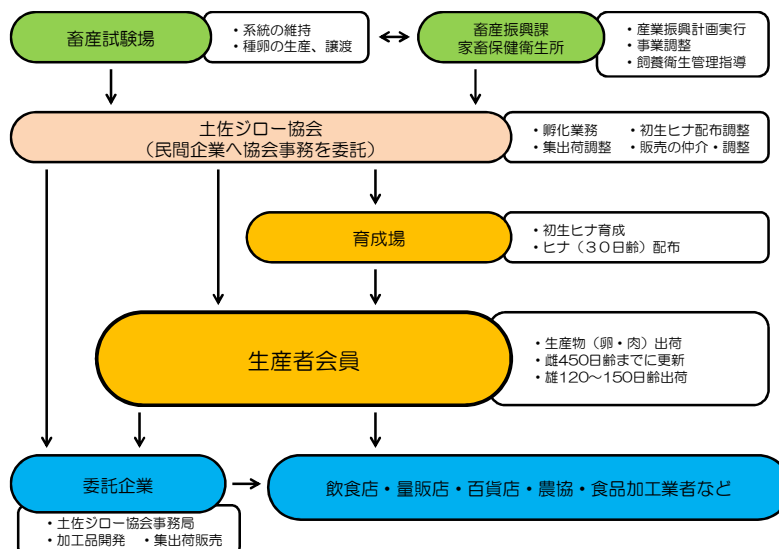 畜産試験場
・系統の維持
・種卵の生産、譲渡
畜産振興課
家畜保健衛生所
・産業振興計画実行
・事業調整
・飼養衛生管理指導
土佐ジロー協会
（民間企業へ協会事務を委託）
・孵化業務　・初生ヒナ配布調整
・集出荷調整　・販売の仲介・調整
育成場
・初生ヒナ育成
・ヒナ（３０日齢）配布
生産者会員
・生産物（卵・肉）出荷
・雌450日齢までに更新
・雄120～150日齢出荷
委託企業
・土佐ジロー協会事務局
・加工品開発　・集出荷販売
飲食店・量販店・百貨店・農協・食品加工業者など